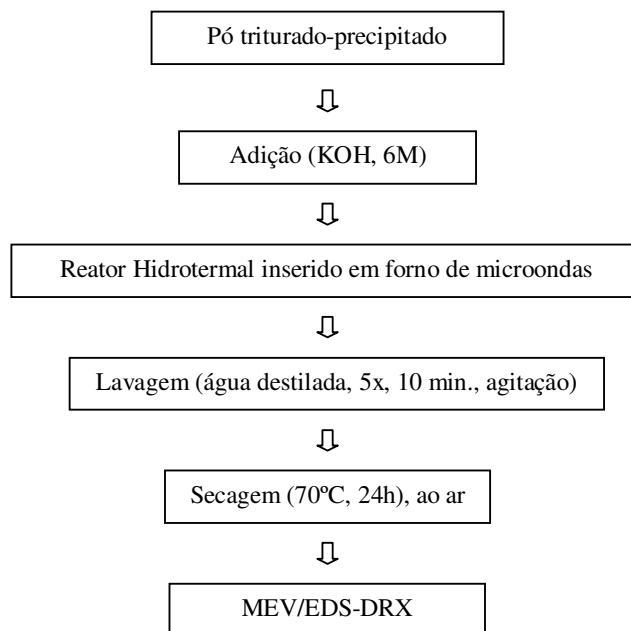 Pó triturado-precipitado
Adição (KOH, 6M)
Reator Hidrotermal inserido em forno de microondas
Lavagem (água destilada, 5x, 10 min., agitação)
Secagem (70ºC, 24h), ao ar
MEV/EDS-DRX